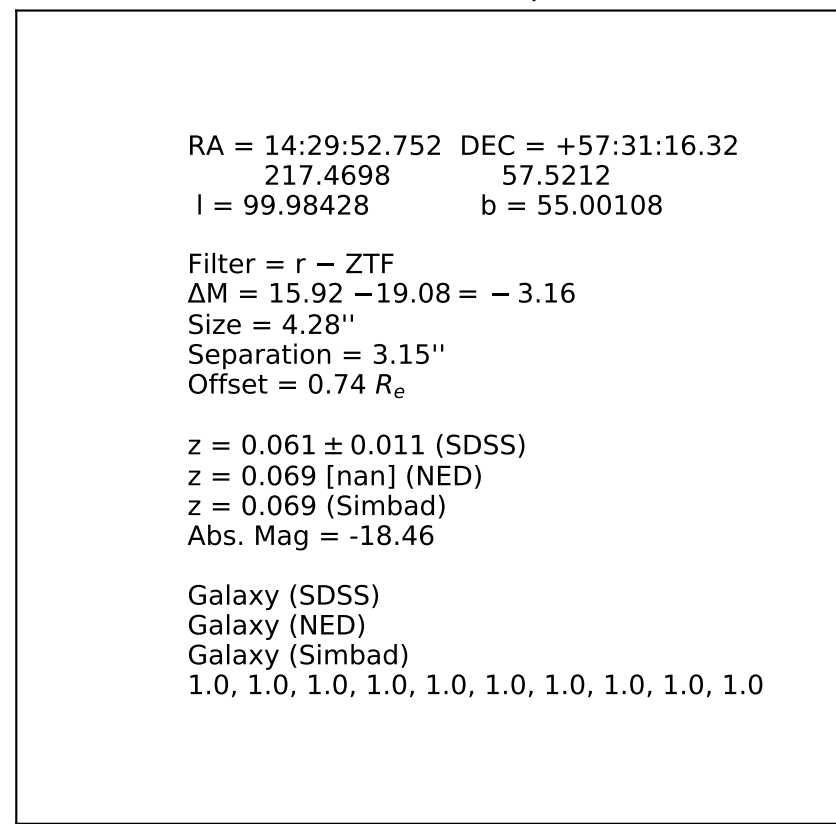 RA = 14:29:52.752 DEC = +57:31:16.32
217.4698 57.5212
l = 99.98428 b = 55.00108
Filter = r − ZTF
ΔM = 15.92 −19.08 = − 3.16
Size = 4.28''
Separation = 3.15''
Offset = 0.74 Rₑ
z = 0.061 ± 0.011 (SDSS)
z = 0.069 [nan] (NED)
z = 0.069 (Simbad)
Abs. Mag = -18.46
Galaxy (SDSS)
Galaxy (NED)
Galaxy (Simbad)
1.0, 1.0, 1.0, 1.0, 1.0, 1.0, 1.0, 1.0, 1.0, 1.0